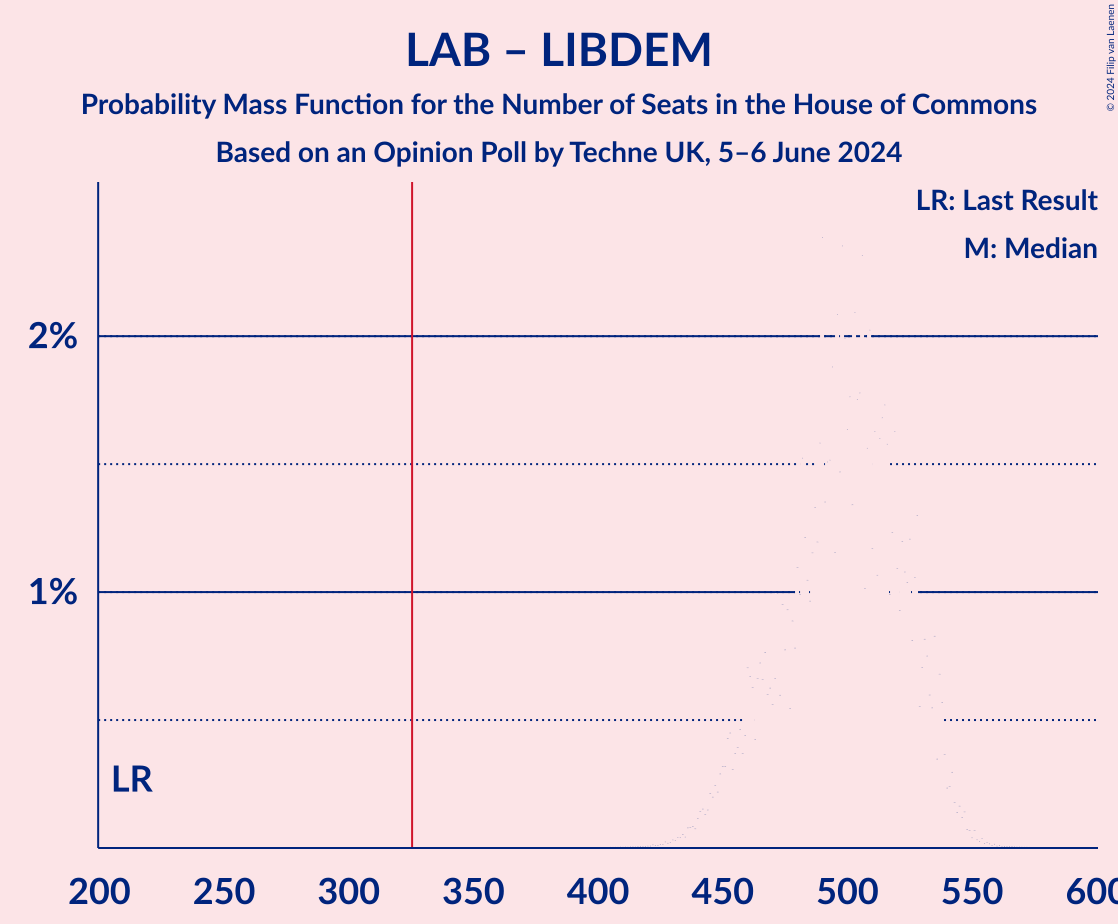 LAB – LIBDEM
Probability Mass Function for the Number of Seats in the House of Commons
Based on an Opinion Poll by Techne UK, 5–6 June 2024
© 2024 Filip van Laenen
LR: Last Result
M: Median
2%
1%
LR
200 250 300 350 400 450 500 550 600